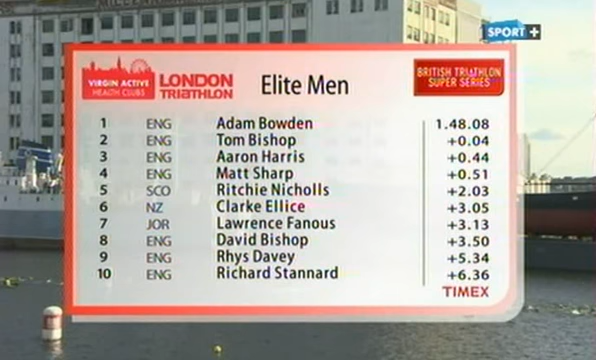 SPORT +
VIRGIN ACTIVE
HEALTH CLUBS
LONDON
TRIATHLON
Elite Men
BRITISH TRIATHLON
SUPER SERIES
1 ENG Adam Bowden 1.48.08
2 ENG Tom Bishop +0.04
3 ENG Aaron Harris +0.44
4 ENG Matt Sharp +0.51
5 SCO Ritchie Nicholls +2.03
6 NZ Clarke Ellice +3.05
7 JOR Lawrence Fanous +3.13
8 ENG David Bishop +3.50
9 ENG Rhys Davey +5.34
10 ENG Richard Stannard +6.36
TIMEX